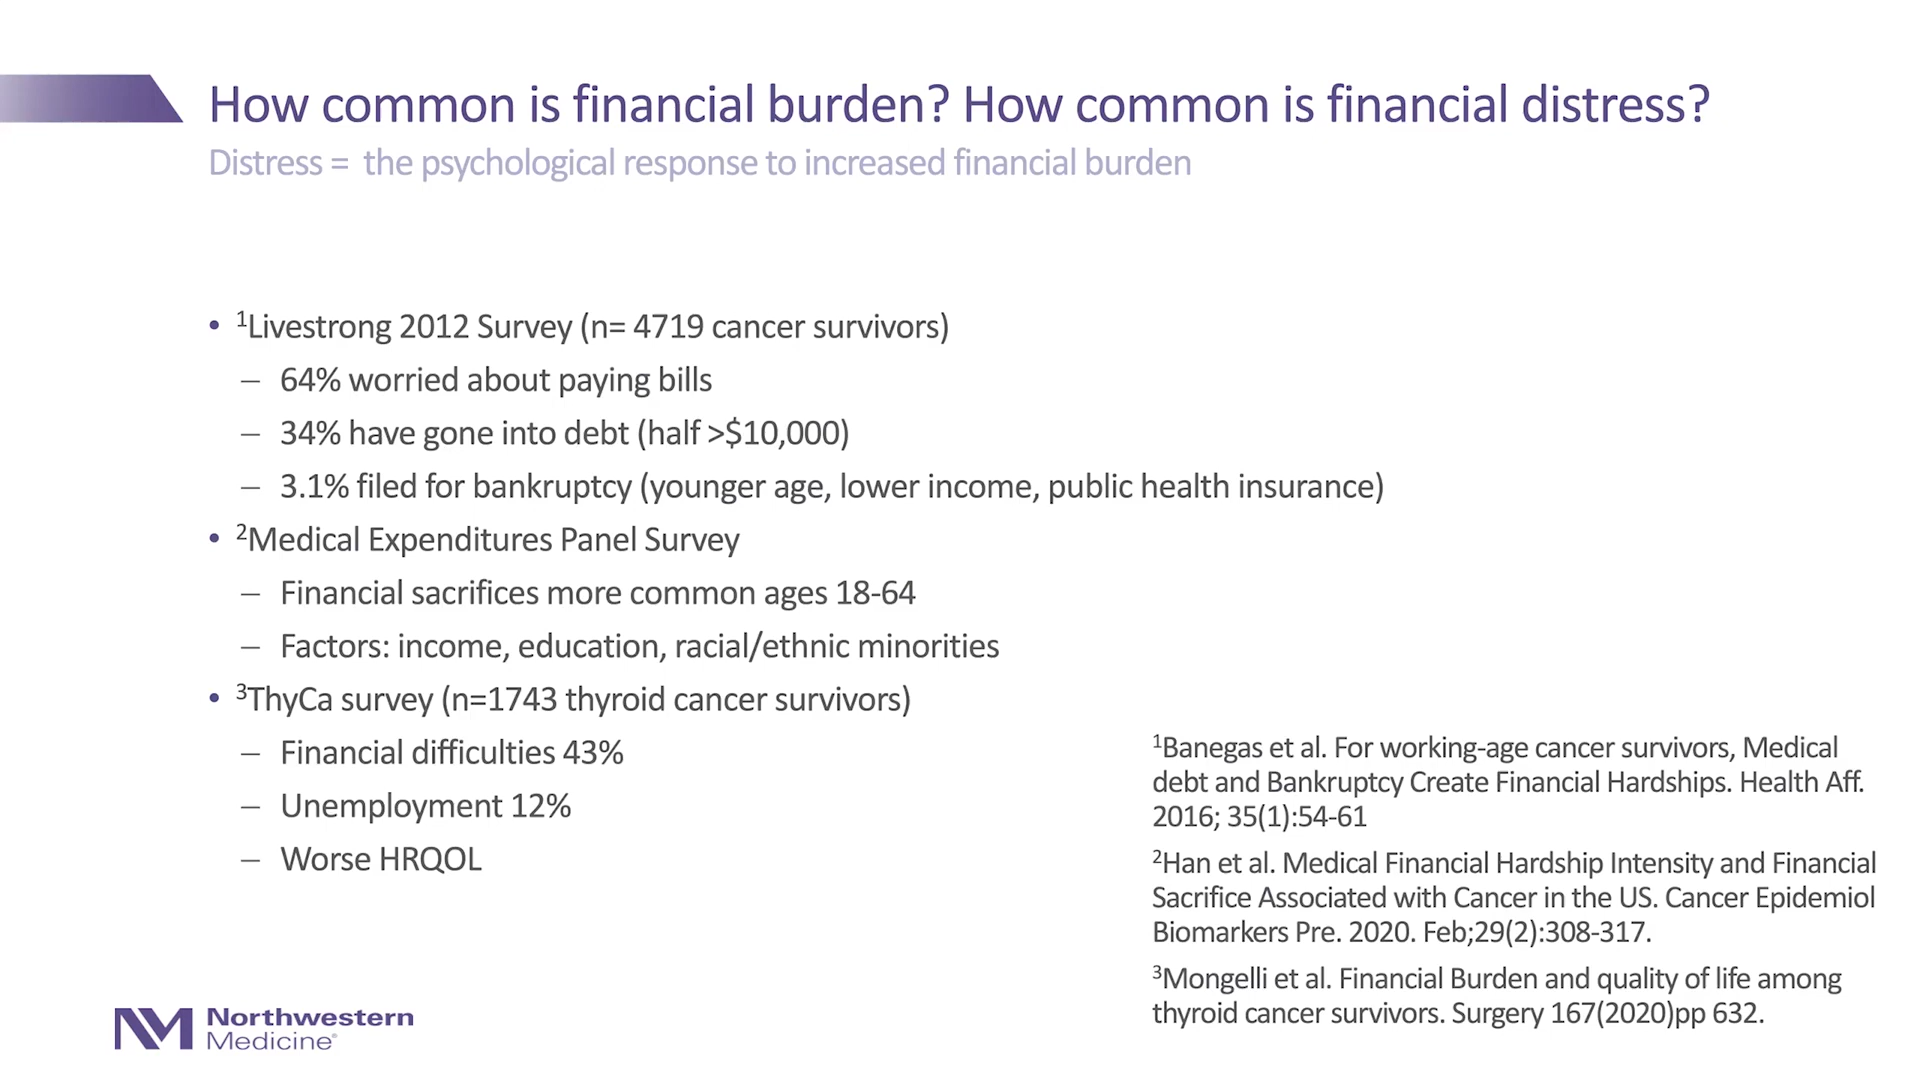 How common is financial burden? How common is financial distress?
Distress = the psychological response to increased financial burden
• ¹Livestrong 2012 Survey (n= 4719 cancer survivors)
– 64% worried about paying bills
– 34% have gone into debt (half >$10,000)
– 3.1% filed for bankruptcy (younger age, lower income, public health insurance)
• ²Medical Expenditures Panel Survey
– Financial sacrifices more common ages 18-64
– Factors: income, education, racial/ethnic minorities
• ³ThyCa survey (n=1743 thyroid cancer survivors)
– Financial difficulties 43%
– Unemployment 12%
– Worse HRQOL
¹Banegas et al. For working-age cancer survivors, Medical
debt and Bankruptcy Create Financial Hardships. Health Aff.
2016; 35(1):54-61
²Han et al. Medical Financial Hardship Intensity and Financial
Sacrifice Associated with Cancer in the US. Cancer Epidemiol
Biomarkers Pre. 2020. Feb;29(2):308-317.
³Mongelli et al. Financial Burden and quality of life among
thyroid cancer survivors. Surgery 167(2020)pp 632.
NM
Northwestern
Medicine®